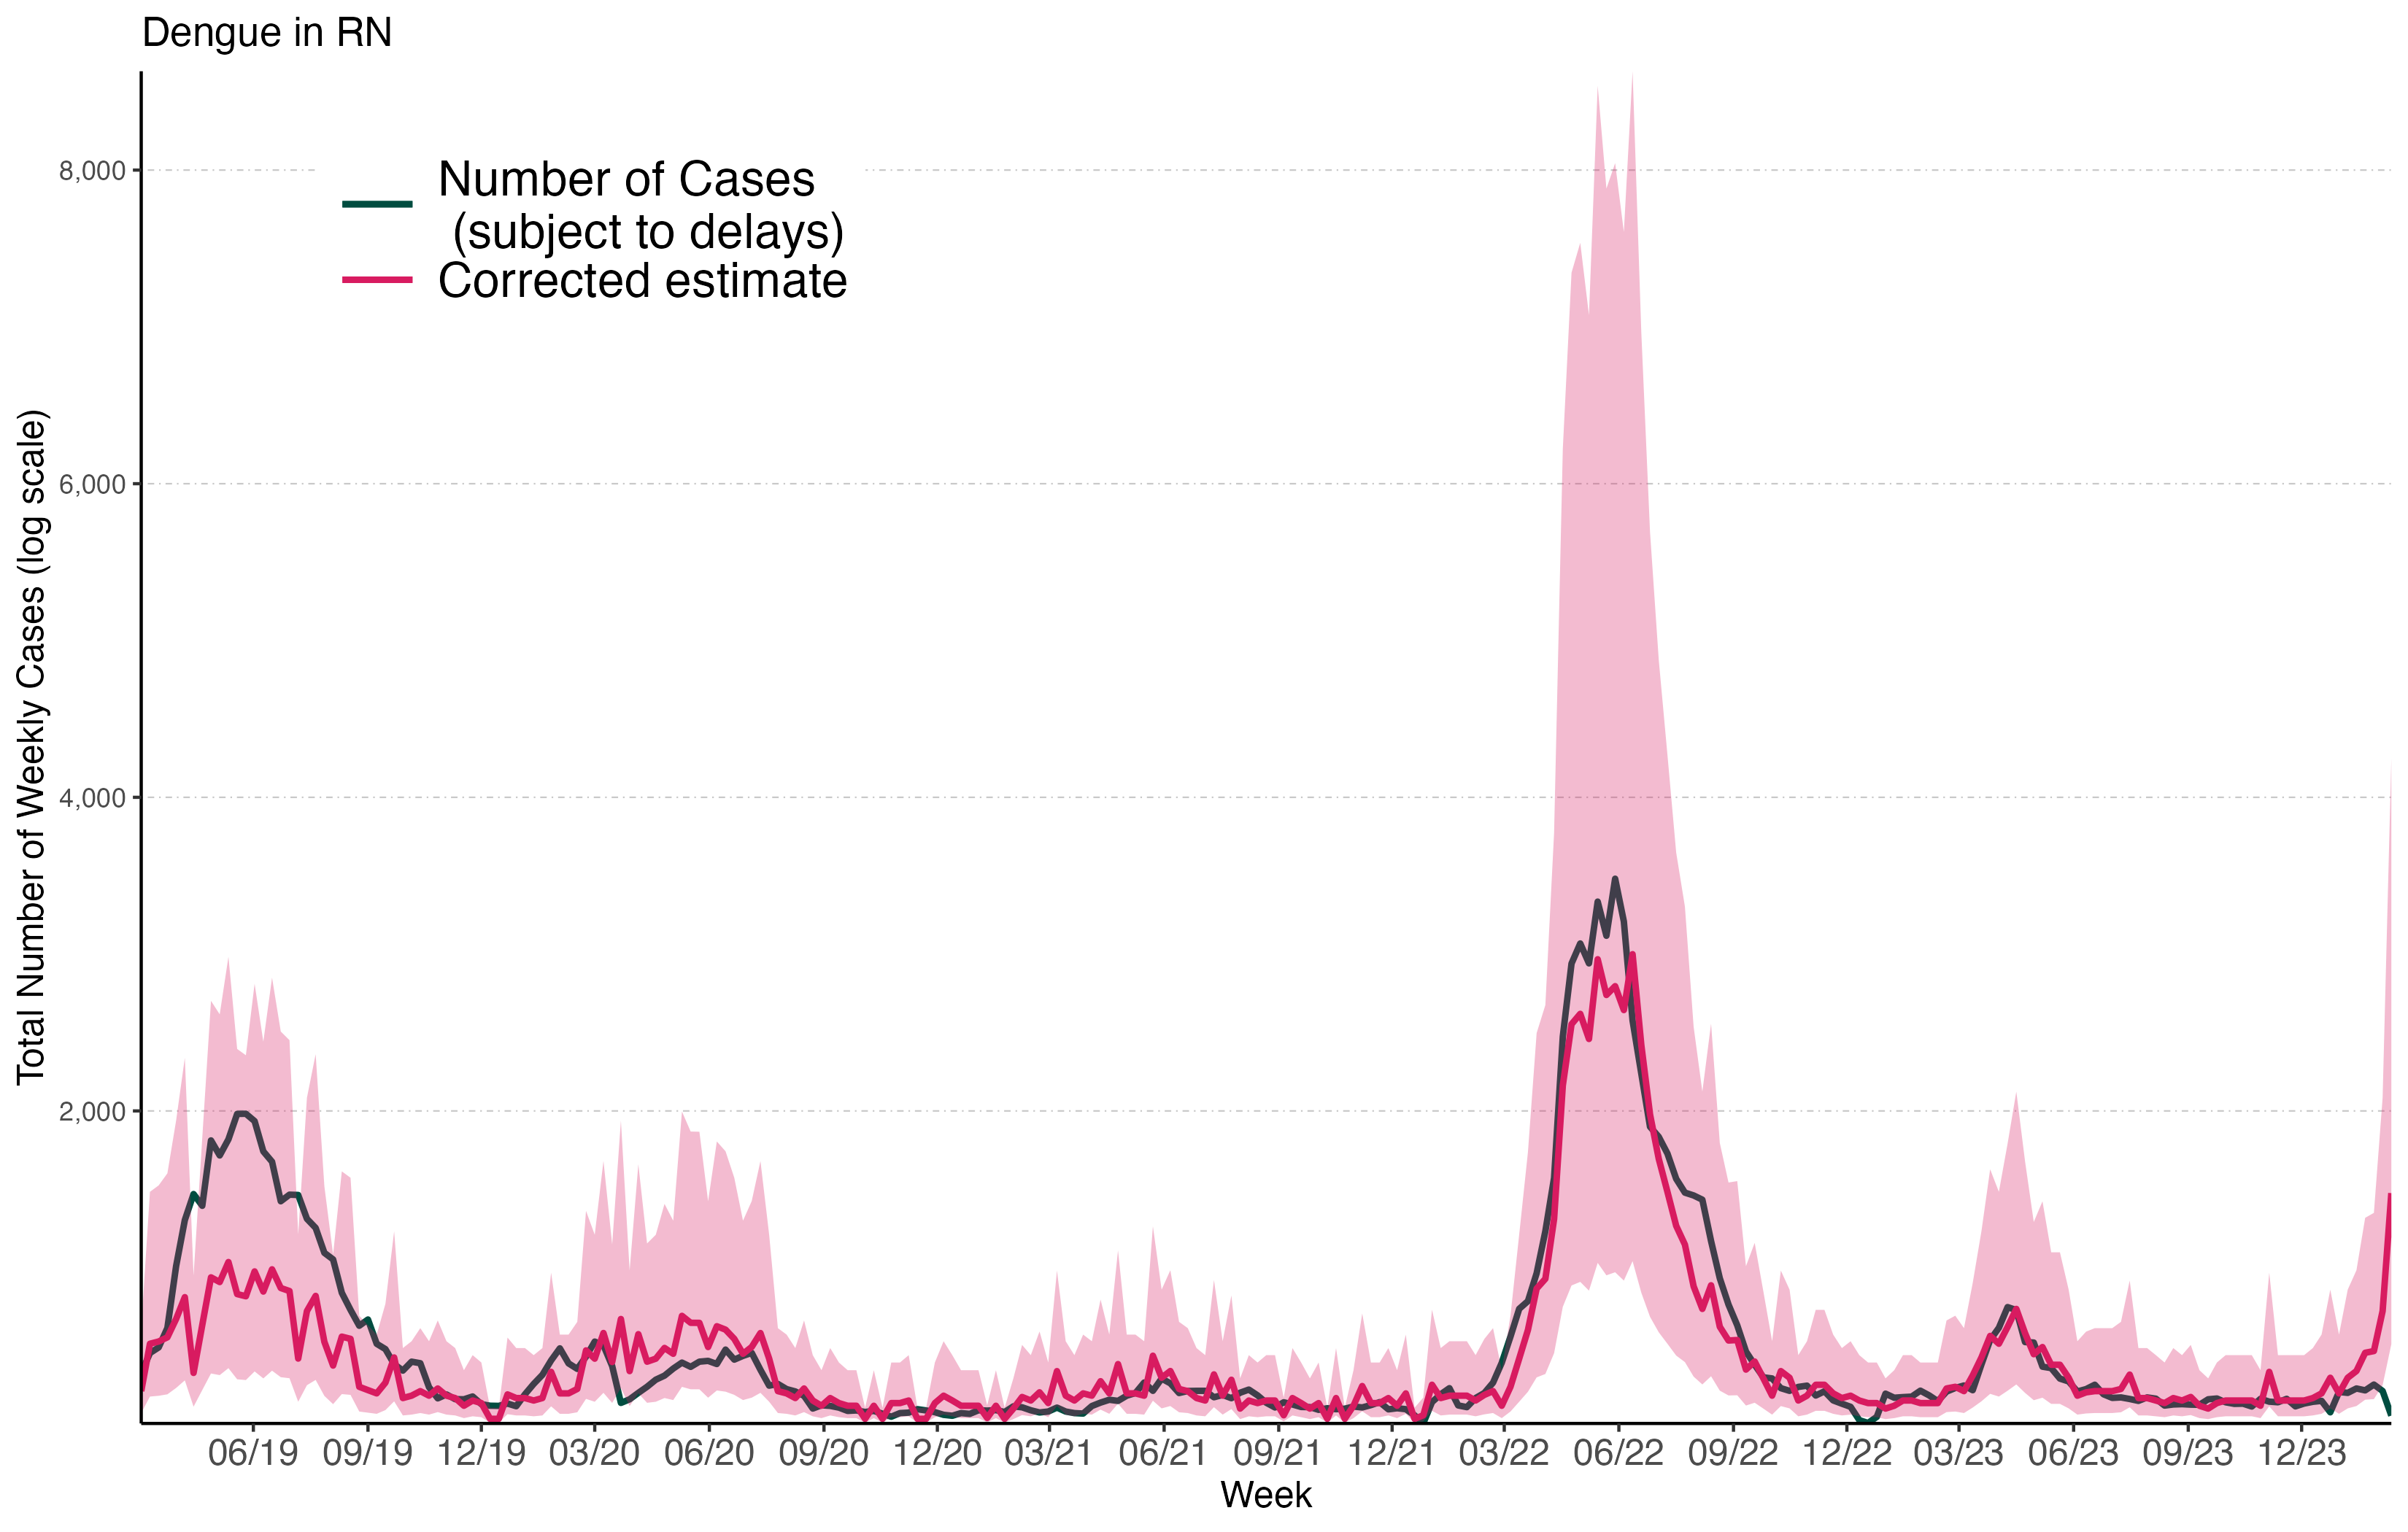 Dengue in RN
8,000
6,000
4,000
2,000
Total Number of Weekly Cases (log scale)
Number of Cases
(subject to delays)
Corrected estimate
06/19 09/19 12/19 03/20 06/20 09/20 12/20 03/21 06/21 09/21 12/21 03/22 06/22 09/22 12/22 03/23 06/23 09/23 12/23
Week